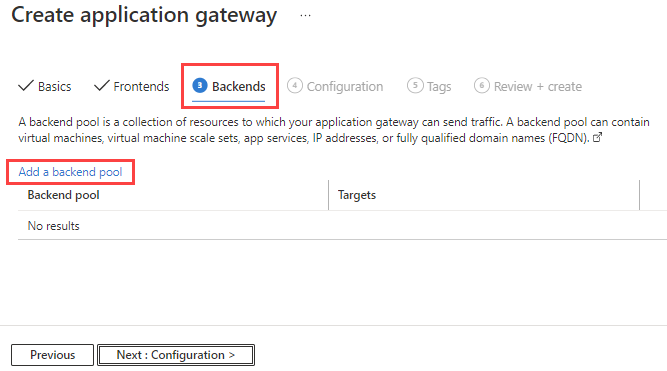 Create application gateway ...
Basics Frontends 3 Backends 4 Configuration 5 Tags 6 Review + create
A backend pool is a collection of resources to which your application gateway can send traffic. A backend pool can contain
virtual machines, virtual machine scale sets, app services, IP addresses, or fully qualified domain names (FQDN).
Add a backend pool
Backend pool Targets
No results
Previous Next : Configuration >